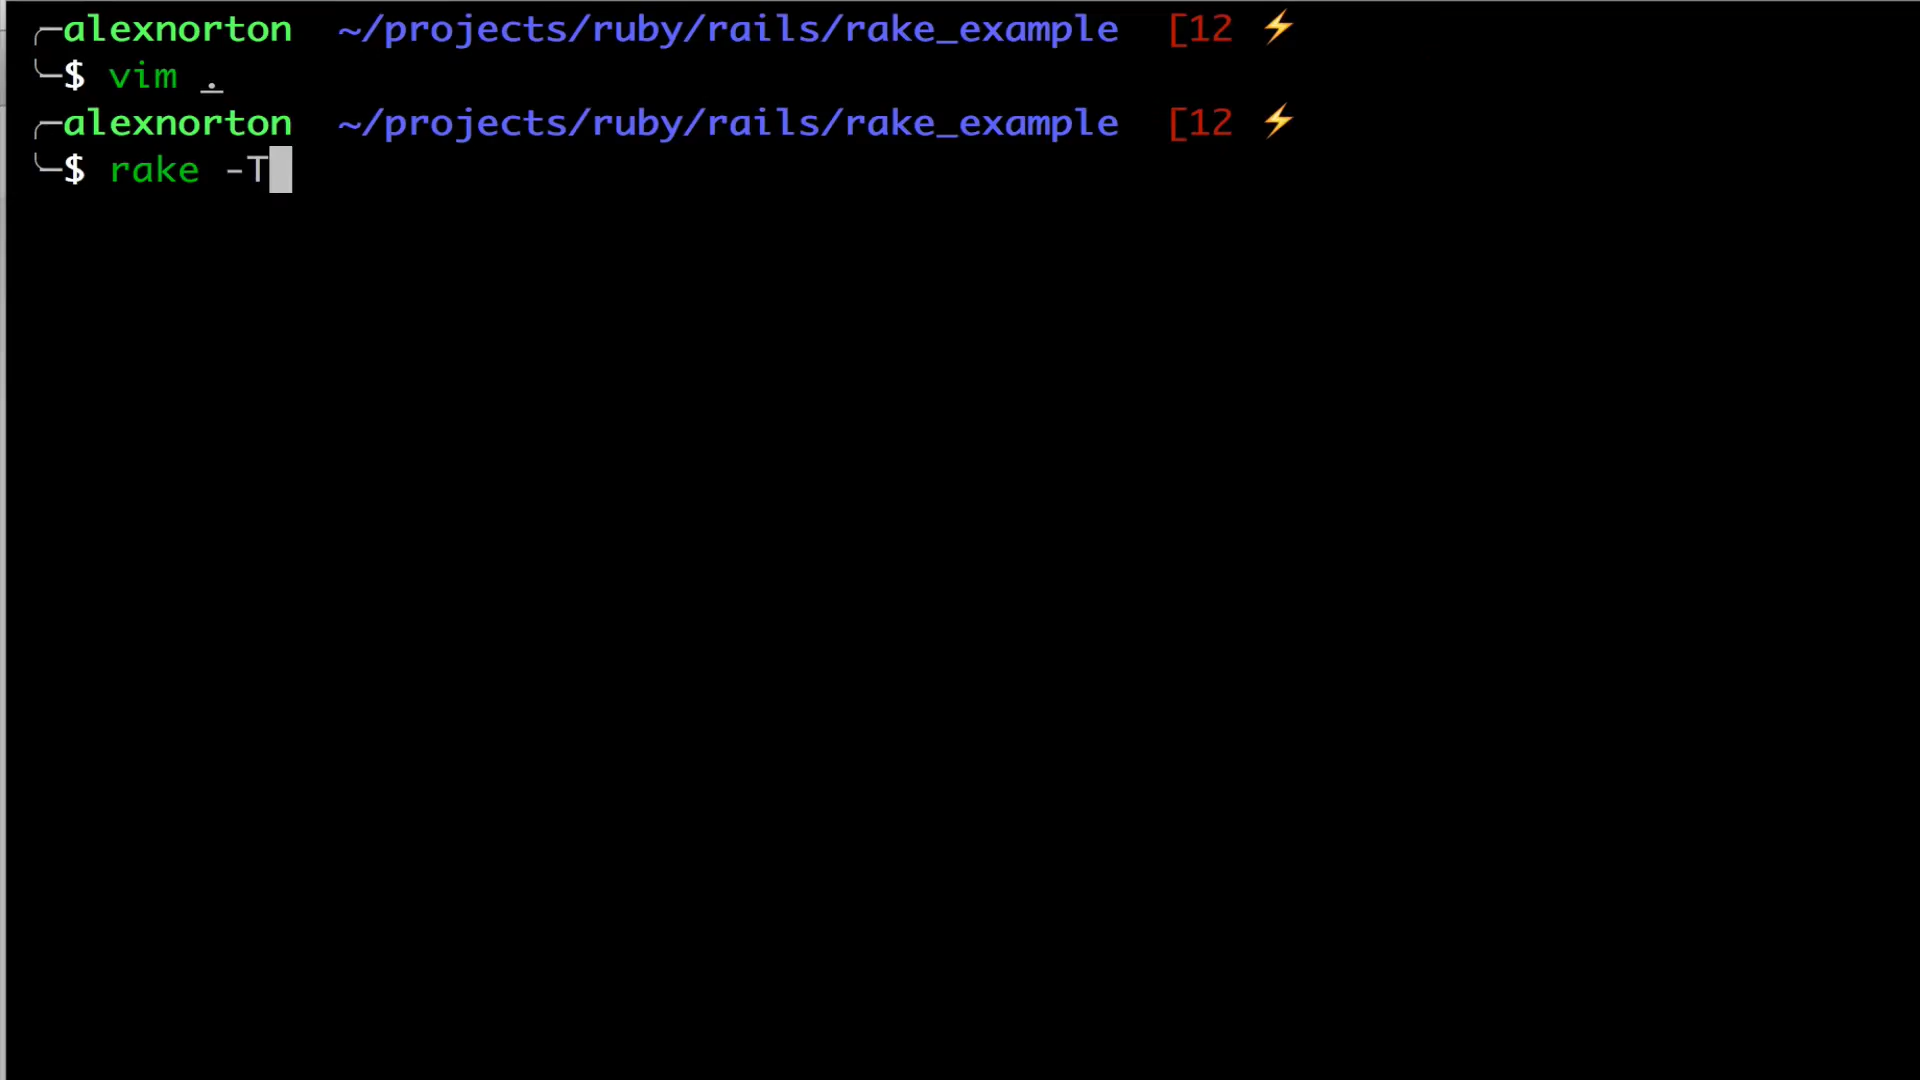 ╭─alexnorton ~/projects/ruby/rails/rake_example [12 ⚡
╰─$ vim .
╭─alexnorton ~/projects/ruby/rails/rake_example [12 ⚡
╰─$ rake -T